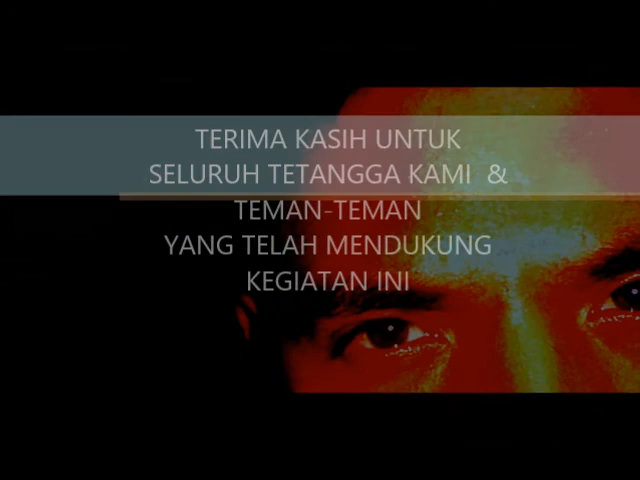 TERIMA KASIH UNTUK
SELURUH TETANGGA KAMI &
TEMAN-TEMAN
YANG TELAH MENDUKUNG
KEGIATAN INI